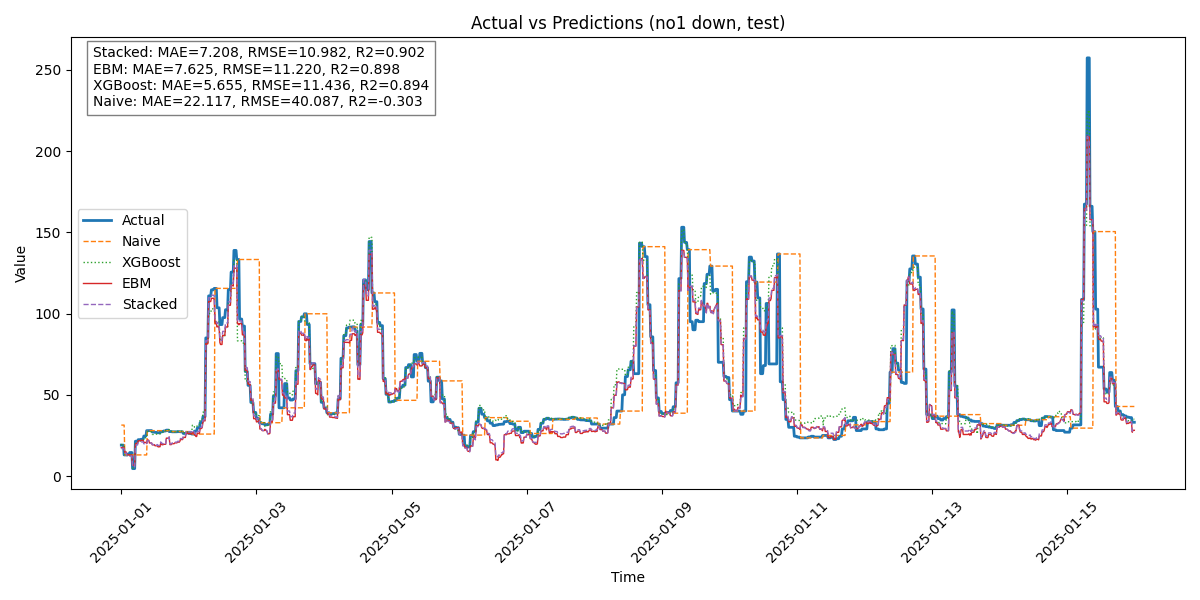 Actual vs Predictions (no1 down, test)
Stacked: MAE=7.208, RMSE=10.982, R2=0.902
EBM: MAE=7.625, RMSE=11.220, R2=0.898
XGBoost: MAE=5.655, RMSE=11.436, R2=0.894
Naive: MAE=22.117, RMSE=40.087, R2=-0.303
Actual
Naive
XGBoost
EBM
Stacked
Value
250
200
150
100
50
0
2025-01-01
2025-01-03
2025-01-05
2025-01-07
2025-01-09
2025-01-11
2025-01-13
2025-01-15
Time